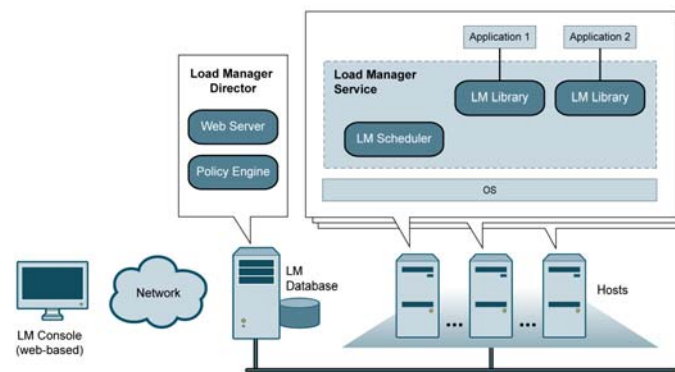 Application 1
Application 2
Load Manager
Service
LM Library
LM Library
LM Scheduler
OS
Load Manager
Director
Web Server
Policy Engine
LM
Database
Hosts
Network
LM Console
(web-based)